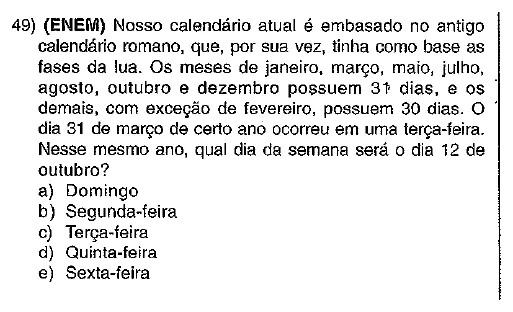 49) (ENEM) Nosso calendário atual é embasado no antigo
calendário romano, que, por sua vez, tinha como base as
fases da lua. Os meses de janeiro, março, maio, julho,
agosto, outubro e dezembro possuem 31 dias, e os
demais, com exceção de fevereiro, possuem 30 dias. O
dia 31 de março de certo ano ocorreu em uma terça-feira.
Nesse mesmo ano, qual dia da semana será o dia 12 de
outubro?
a) Domingo
b) Segunda-feira
c) Terça-feira
d) Quinta-feira
e) Sexta-feira